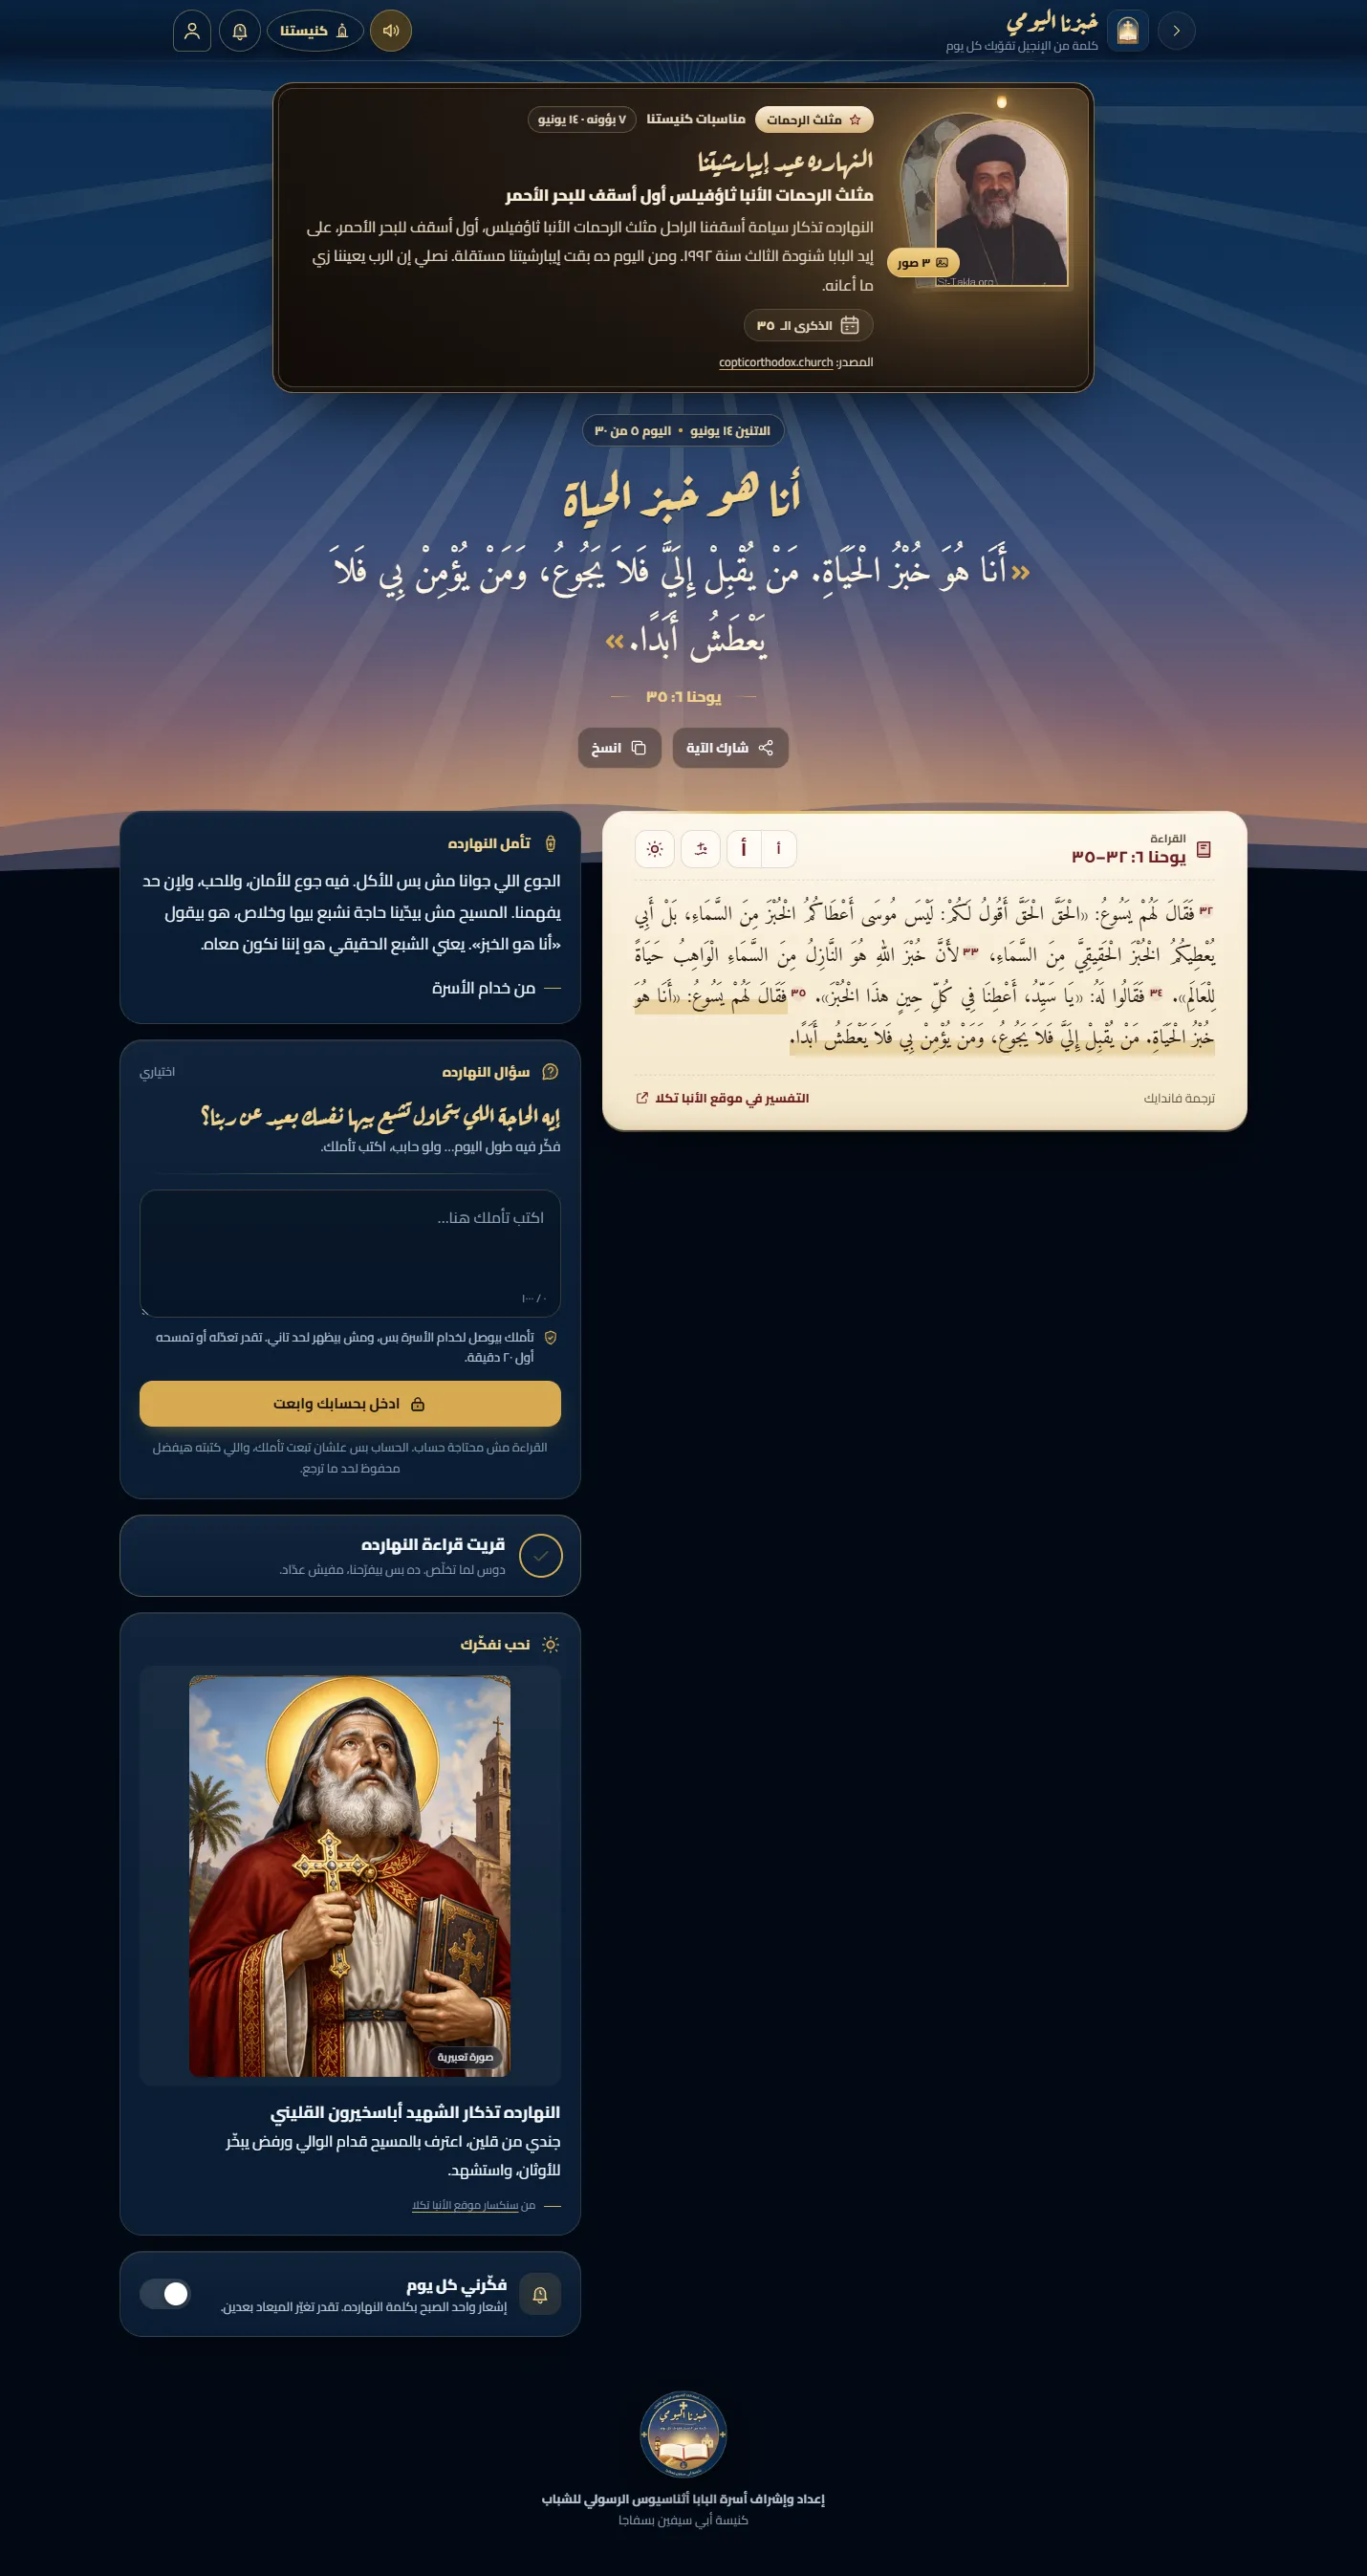 خبزنا اليومي
كلمة من الإنجيل تقوّيك كل يوم
كنيستنا
مثلث الرحمات
مناسبات كنيستنا
٧ بؤونه · ١٤ يونيو
النهارده عيد إيبارشيتنا
مثلث الرحمات الأنبا ثاؤفيلس أول أسقف للبحر الأحمر
النهارده تذكار سيامة أسقفنا الراحل مثلث الرحمات الأنبا ثاؤفيلس، أول أسقف للبحر الأحمر، على
إيد البابا شنودة الثالث سنة ١٩٩٢. ومن اليوم ده بقت إيبارشيتنا مستقلة. نصلي إن الرب يعيننا زي
ما أعانه.
٣ صور
St-Takla.org
الذكرى الـ ٣٥
المصدر: copticorthodox.church
الاثنين ١٤ يونيو • اليوم ٥ من ٣٠
أنا هو خبز الحياة
«أَنَا هُوَ خُبْزُ الْحَيَاةِ. مَنْ يُقْبِلْ إِلَيَّ فَلاَ يَجُوعُ، وَمَنْ يُؤْمِنْ بِي فَلاَ
يَعْطَشُ أَبَدًا.»
يوحنا ٦: ٣٥
شارك الآية
انسخ
القراءة
يوحنا ٦: ٣٢–٣٥
أ
أ
٣٢ فَقَالَ لَهُمْ يَسُوعُ: «الْحَقَّ الْحَقَّ أَقُولُ لَكُمْ: لَيْسَ مُوسَى أَعْطَاكُمُ الْخُبْزَ مِنَ السَّمَاءِ، بَلْ أَبِي
يُعْطِيكُمُ الْخُبْزَ الْحَقِيقِيَّ مِنَ السَّمَاءِ، ٣٣ لأَنَّ خُبْزَ اللهِ هُوَ النَّازِلُ مِنَ السَّمَاءِ الْوَاهِبُ حَيَاةً
لِلْعَالَمِ». ٣٤ فَقَالُوا لَهُ: «يَا سَيِّدُ، أَعْطِنَا فِي كُلِّ حِينٍ هذَا الْخُبْزَ». ٣٥ فَقَالَ لَهُمْ يَسُوعُ: «أَنَا هُوَ
خُبْزُ الْحَيَاةِ. مَنْ يُقْبِلْ إِلَيَّ فَلاَ يَجُوعُ، وَمَنْ يُؤْمِنْ بِي فَلاَ يَعْطَشُ أَبَدًا.
ترجمة فاندايك
التفسير في موقع الأنبا تكلا
تأمل النهارده
الجوع اللي جوانا مش بس للأكل. فيه جوع للأمان، وللحب، ولإن حد
يفهمنا. المسيح مش بيدّينا حاجة نشبع بيها وخلاص، هو بيقول
«أنا هو الخبز». يعني الشبع الحقيقي هو إننا نكون معاه.
من خدام الأسرة
سؤال النهارده
اختياري
إيه الحاجة اللي بتحاول تشبع بيها نفسك بعيد عن ربنا؟
فكّر فيه طول اليوم… ولو حابب، اكتب تأملك.
اكتب تأملك هنا…
٠ / ١٠٠٠
تأملك بيوصل لخدام الأسرة بس، ومش بيظهر لحد تاني. تقدر تعدّله أو تمسحه
أول ٢٠ دقيقة.
ادخل بحسابك وابعت
القراءة مش محتاجة حساب. الحساب بس علشان تبعت تأملك، واللي كتبته هيفضل
محفوظ لحد ما ترجع.
قريت قراءة النهارده
دوس لما تخلّص. ده بس بيفرّحنا، مفيش عدّاد.
نحب نفكّرك
صورة تعبيرية
النهارده تذكار الشهيد أباسخيرون القليني
جندي من قلين، اعترف بالمسيح قدام الوالي ورفض يبخّر
للأوثان، واستشهد.
من سنكسار موقع الأنبا تكلا
فكّرني كل يوم
إشعار واحد الصبح بكلمة النهارده. تقدر تغيّر الميعاد بعدين.
خبزنا اليومي
إعداد وإشراف أسرة البابا أثناسيوس الرسولي للشباب
كنيسة أبي سيفين بسفاجا